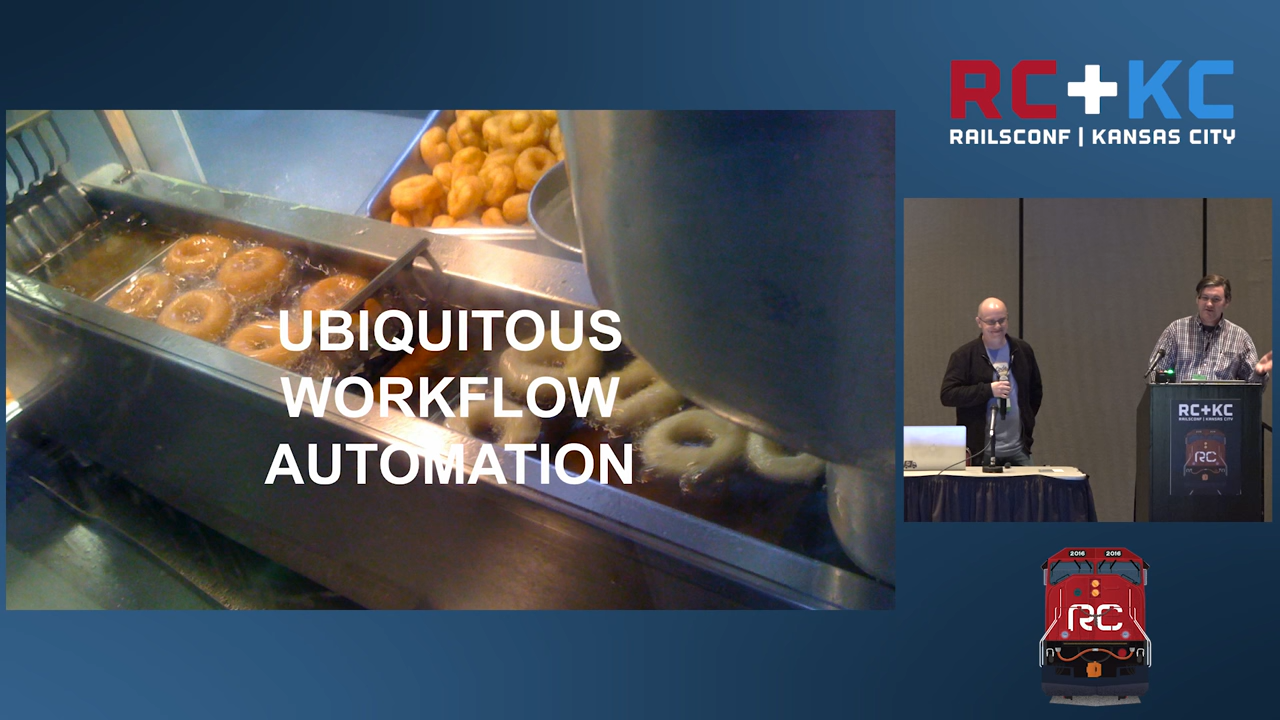 RC+KC
RAILSCONF | KANSAS CITY
UBIQUITOUS
WORKFLOW
AUTOMATION
RC+KC
RAILSCONF | KANSAS CITY
RC
2016 2016
RC